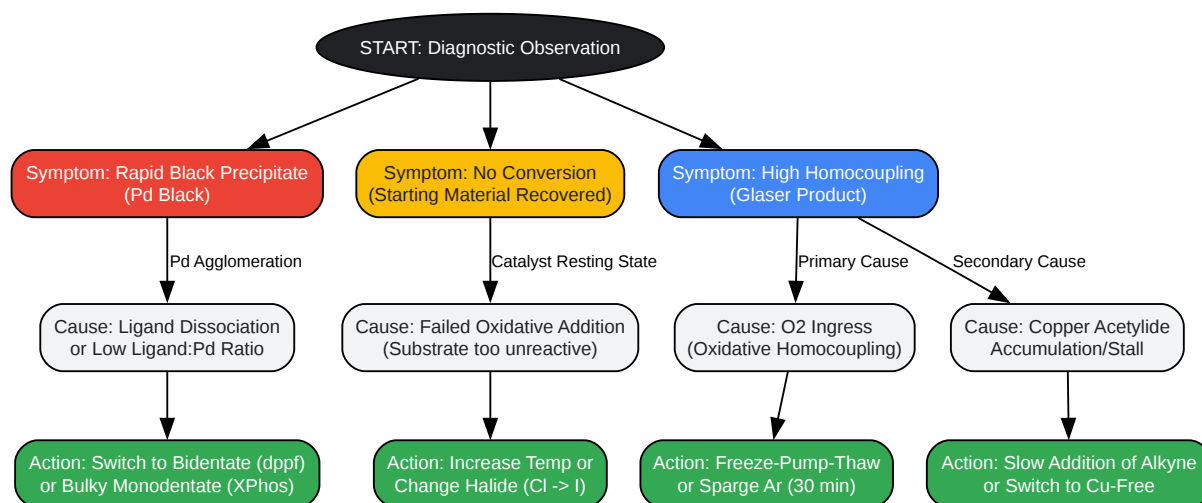 START: Diagnostic Observation
Symptom: Rapid Black Precipitate
(Pd Black)
Symptom: No Conversion
(Starting Material Recovered)
Symptom: High Homocoupling
(Glaser Product)
Pd Agglomeration
Catalyst Resting State
Primary Cause
Secondary Cause
Cause: Ligand Dissociation
or Low Ligand:Pd Ratio
Cause: Failed Oxidative Addition
(Substrate too unreactive)
Cause: O2 Ingress
(Oxidative Homocoupling)
Cause: Copper Acetylide
Accumulation/Stall
Action: Switch to Bidentate (dppf)
or Bulky Monodentate (XPhos)
Action: Increase Temp or
Change Halide (Cl -> I)
Action: Freeze-Pump-Thaw
or Sparge Ar (30 min)
Action: Slow Addition of Alkyne
or Switch to Cu-Free